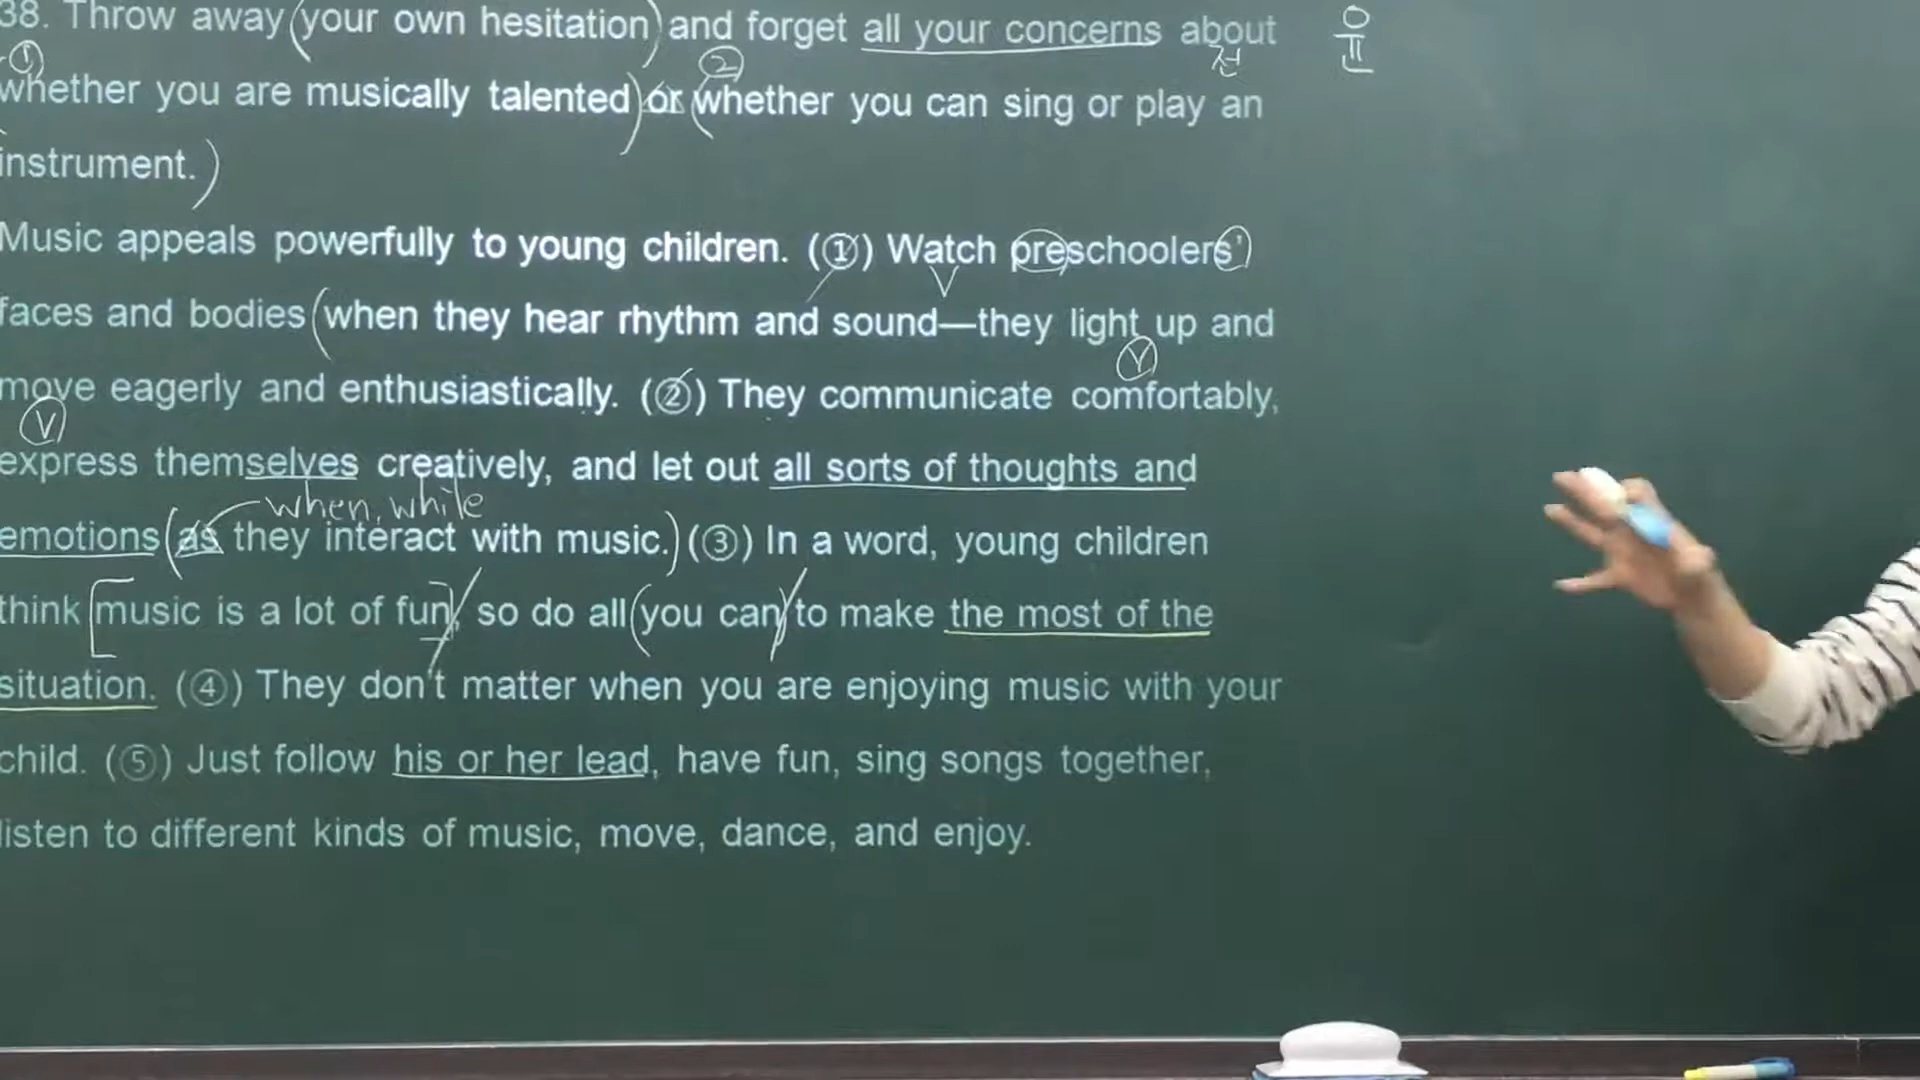 38. Throw away (your own hesitation) and forget all your concerns about
윤
① ② 전
whether you are musically talented) or (whether you can sing or play an
instrument.)
Music appeals powerfully to young children. (①) Watch preschoolers'
V
faces and bodies (when they hear rhythm and sound—they light up and
V
move eagerly and enthusiastically. (②) They communicate comfortably,
V
express themselves creatively, and let out all sorts of thoughts and
when, while
emotions (as they interact with music.) (③) In a word, young children
think [music is a lot of fun], so do all (you can) to make the most of the
situation. (④) They don't matter when you are enjoying music with your
child. (⑤) Just follow his or her lead, have fun, sing songs together,
listen to different kinds of music, move, dance, and enjoy.